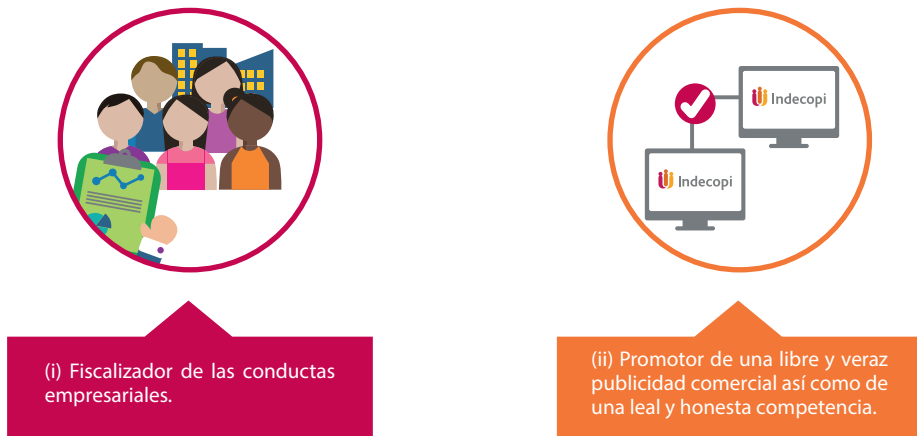 Indecopi
Indecopi
(i) Fiscalizador de las conductas
empresariales.
(ii) Promotor de una libre y veraz
publicidad comercial así como de
una leal y honesta competencia.